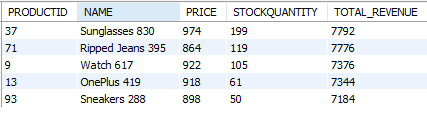 PRODUCTID NAME PRICE STOCKQUANTITY TOTAL_REVENUE
37 Sunglasses 830 974 199 7792
71 Ripped Jeans 395 864 119 7776
9 Watch 617 922 105 7376
13 OnePlus 419 918 61 7344
93 Sneakers 288 898 50 7184